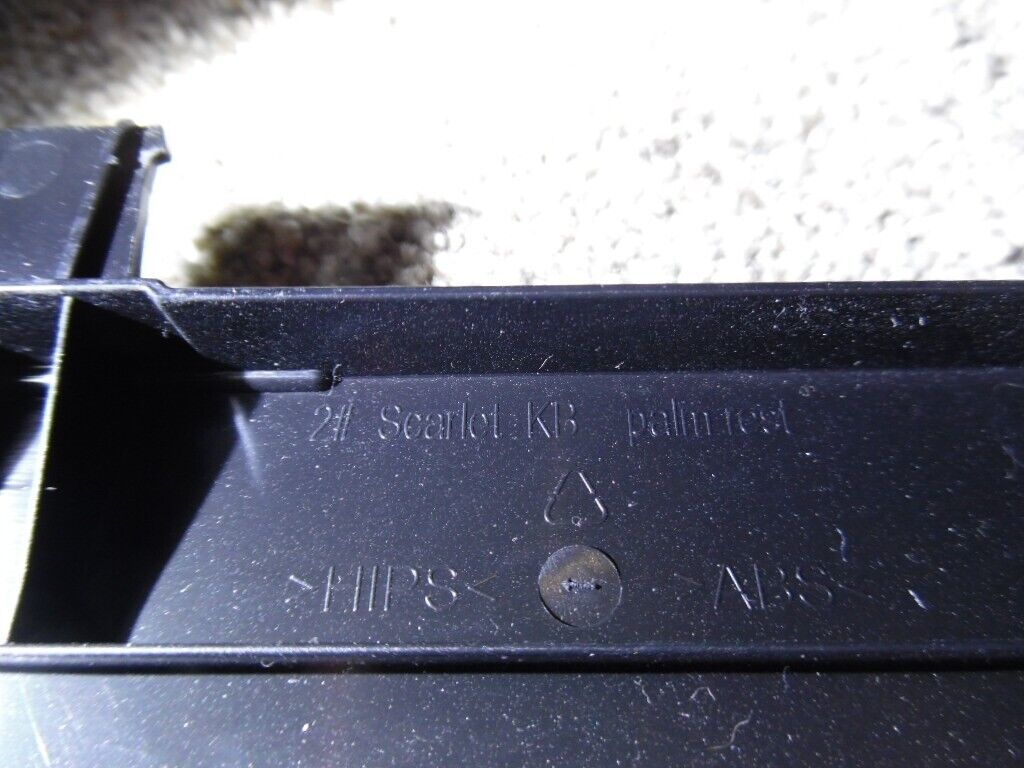 2# Scarlet KB palm rest
>HIPS< >ABS<